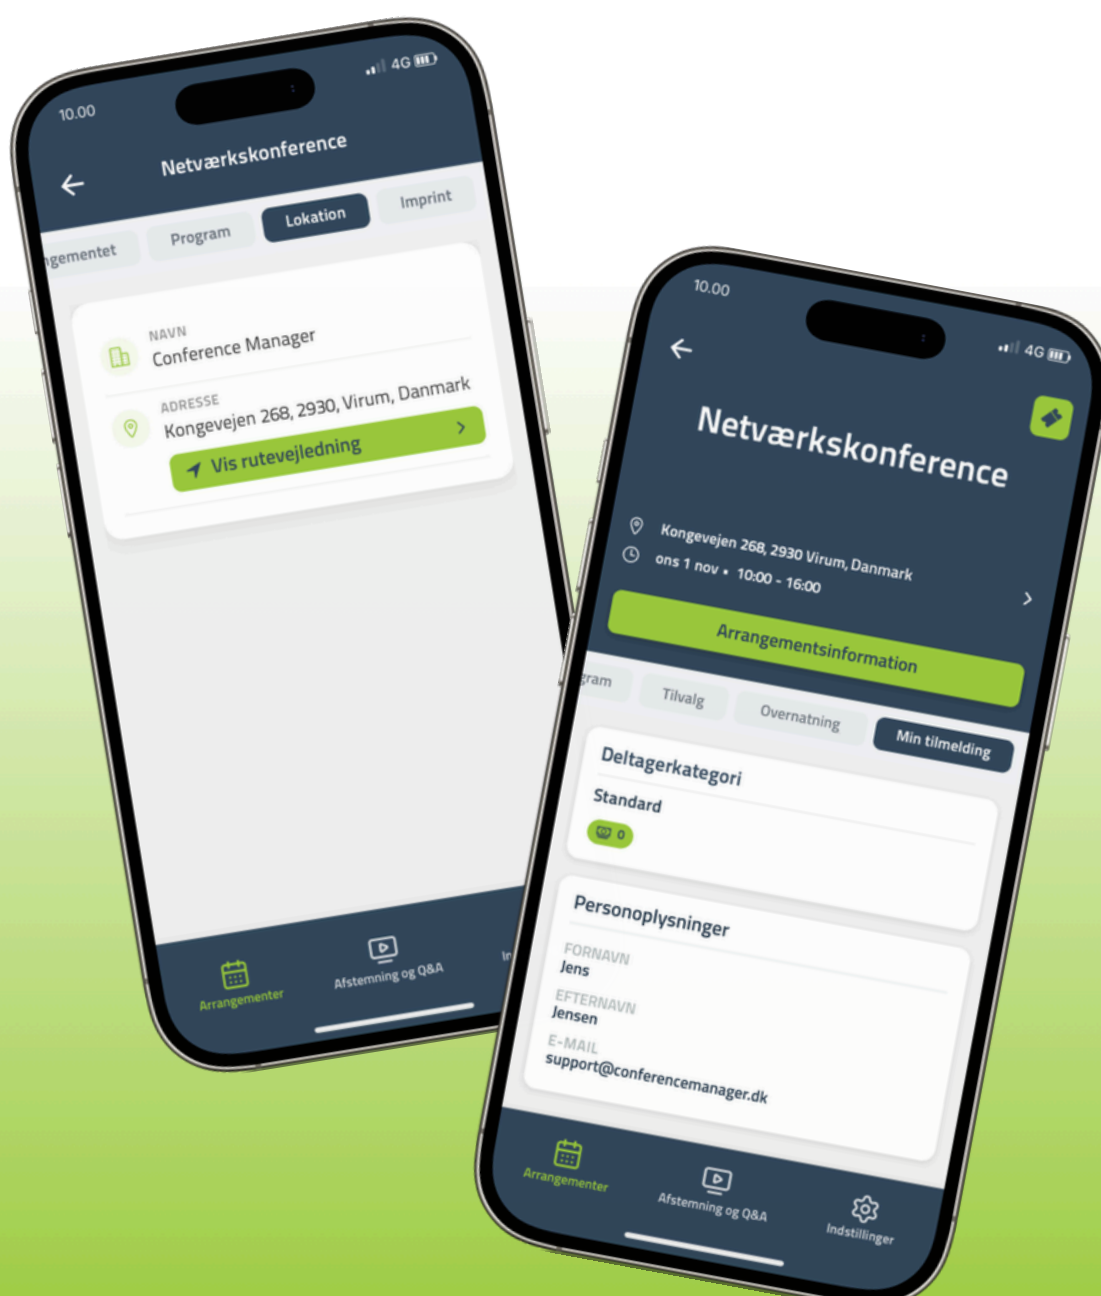 10.00
4G
Netværkskonference
ngementet
Program
Lokation
Imprint
NAVN
Conference Manager
ADRESSE
Kongevejen 268, 2930, Virum, Danmark
Vis rutevejledning
Arrangementer
Afstemning og Q&A
In
10.00
4G
Netværkskonference
Kongevejen 268, 2930 Virum, Danmark
ons 1 nov • 10:00 - 16:00
Arrangementsinformation
gram
Tilvalg
Overnatning
Min tilmelding
Deltagerkategori
Standard
0
Personoplysninger
FORNAVN
Jens
EFTERNAVN
Jensen
E-MAIL
support@conferencemanager.dk
Arrangementer
Afstemning og Q&A
Indstillinger